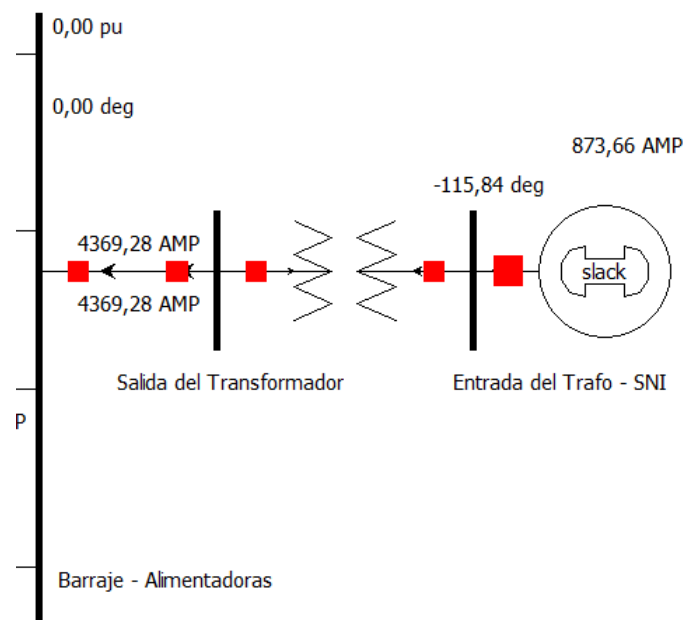 0,00 pu
0,00 deg
873,66 AMP
-115,84 deg
4369,28 AMP
slack
4369,28 AMP
Salida del Transformador
Entrada del Trafo - SNI
P
Barraje - Alimentadoras